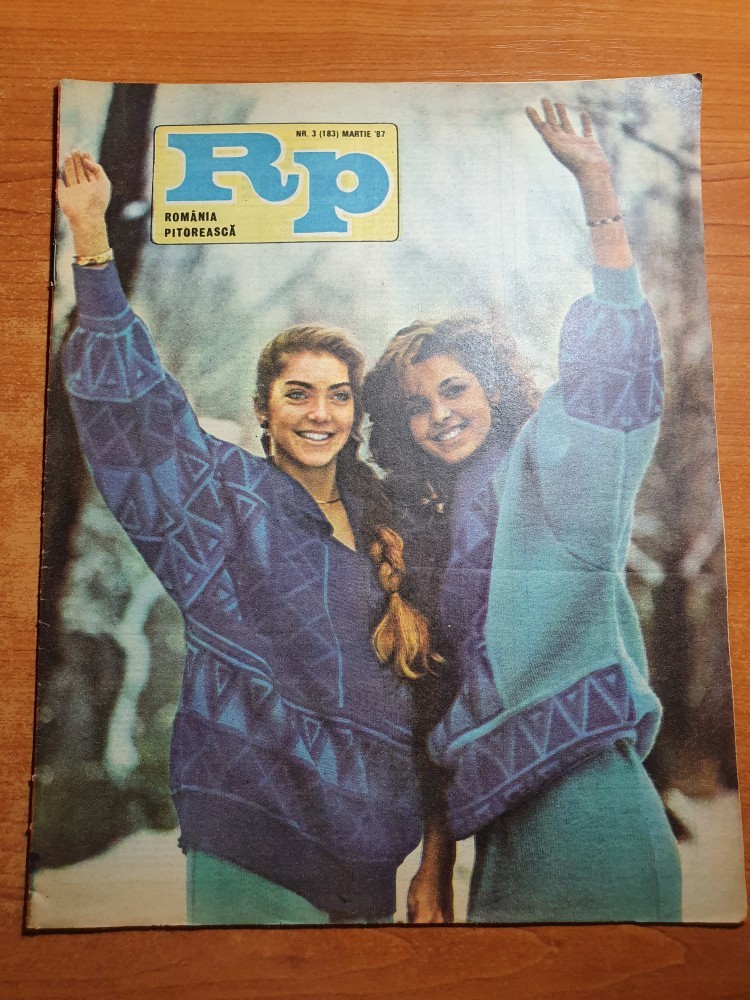 NR. 3 (183) MARTIE '87
Rp
ROMÂNIA
PITOREASCĂ